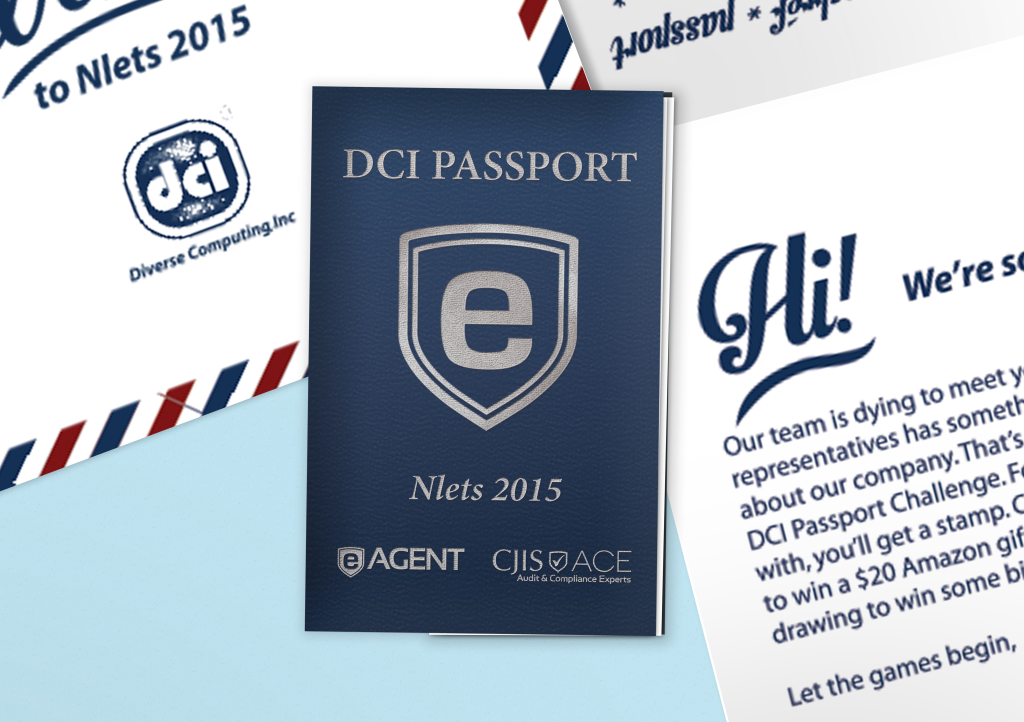 to Nlets 2015
dci
Diverse Computing, Inc
passport *
DCI PASSPORT
e
Nlets 2015
e AGENT
CJIS ACE
Audit & Compliance Experts
Hi!
We're so
Our team is dying to meet y
representatives has someth
about our company. That's
DCI Passport Challenge. F
with, you'll get a stamp. C
to win a $20 Amazon gif
drawing to win some bi
Let the games begin,